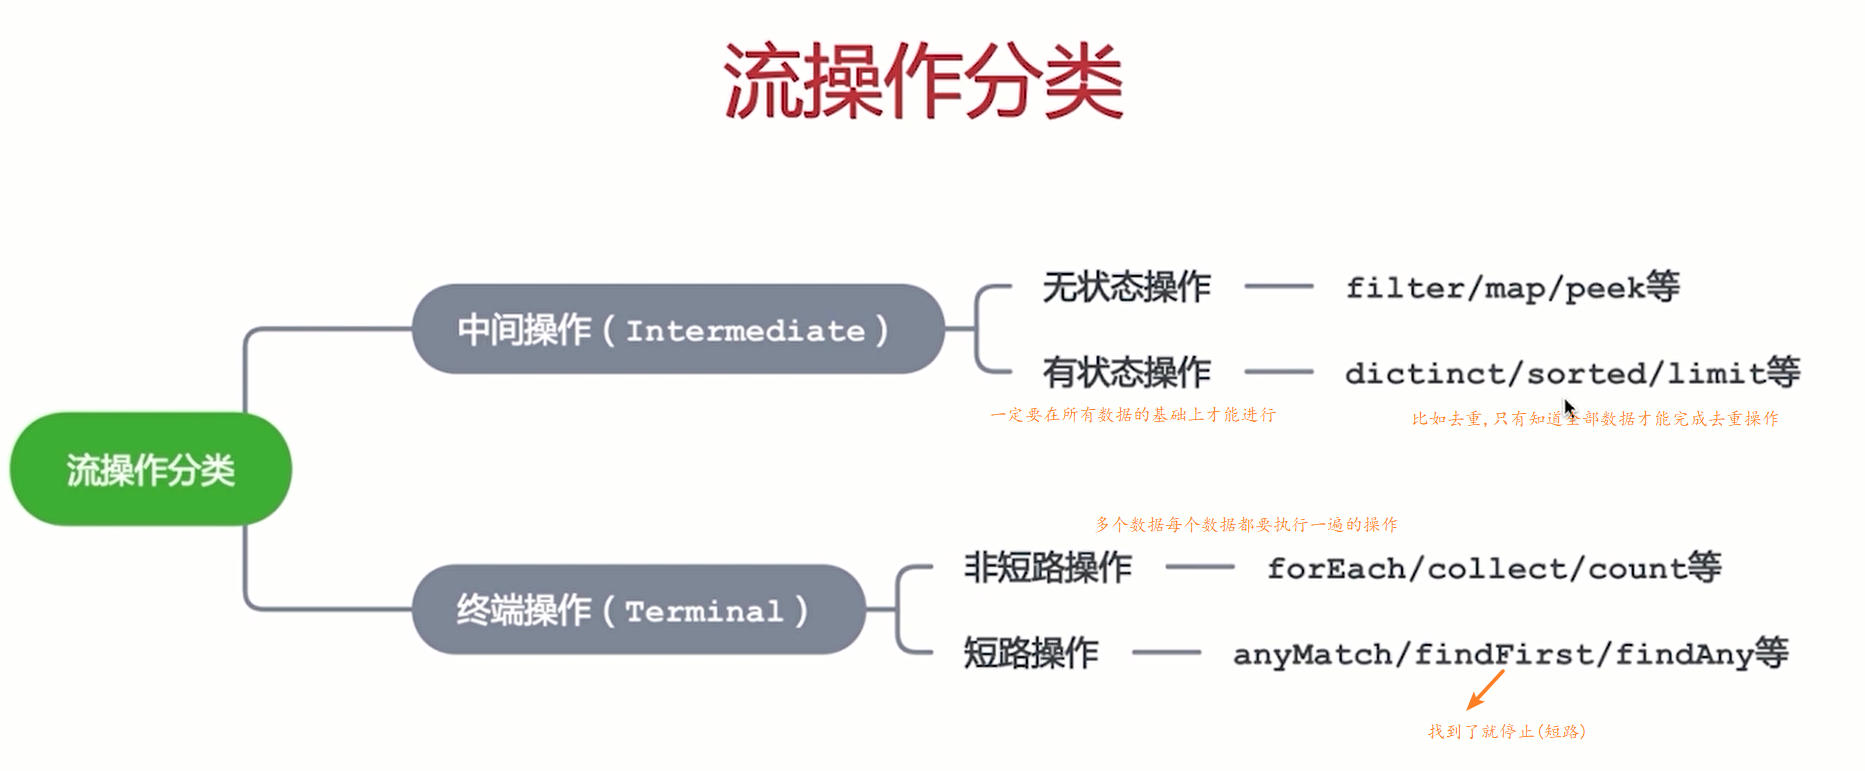 流操作分类
中间操作（Intermediate）
无状态操作
filter/map/peek等
有状态操作
dictinct/sorted/limit等
一定要在所有数据的基础上才能进行
比如去重,只有知道全部数据才能完成去重操作
流操作分类
多个数据每个数据都要执行一遍的操作
终端操作（Terminal）
非短路操作
forEach/collect/count等
短路操作
anyMatch/findFirst/findAny等
找到了就停止(短路)